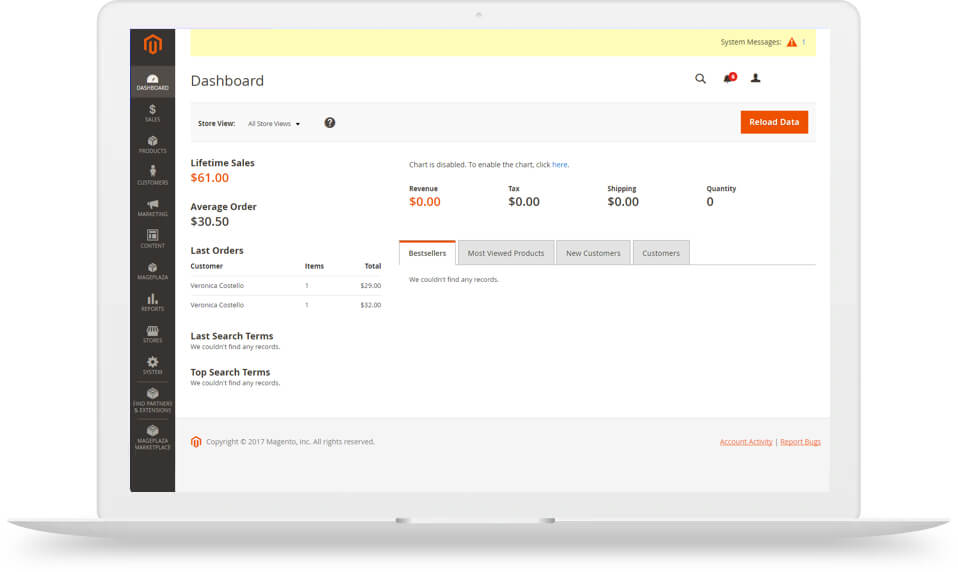 System Messages: 1
Dashboard
6
Store View: All Store Views ?
Reload Data
DASHBOARD
SALES
PRODUCTS
CUSTOMERS
MARKETING
CONTENT
MAGEPLAZA
REPORTS
STORES
SYSTEM
FIND PARTNERS
& EXTENSIONS
MAGEPLAZA
MARKETPLACE
Lifetime Sales
$61.00
Average Order
$30.50
Last Orders
Customer Items Total
Veronica Costello 1 $29.00
Veronica Costello 1 $32.00
Last Search Terms
We couldn't find any records.
Top Search Terms
We couldn't find any records.
Chart is disabled. To enable the chart, click here.
Revenue Tax Shipping Quantity
$0.00 $0.00 $0.00 0
Bestsellers Most Viewed Products New Customers Customers
We couldn't find any records.
Copyright © 2017 Magento, Inc. All rights reserved.
Account Activity | Report Bugs